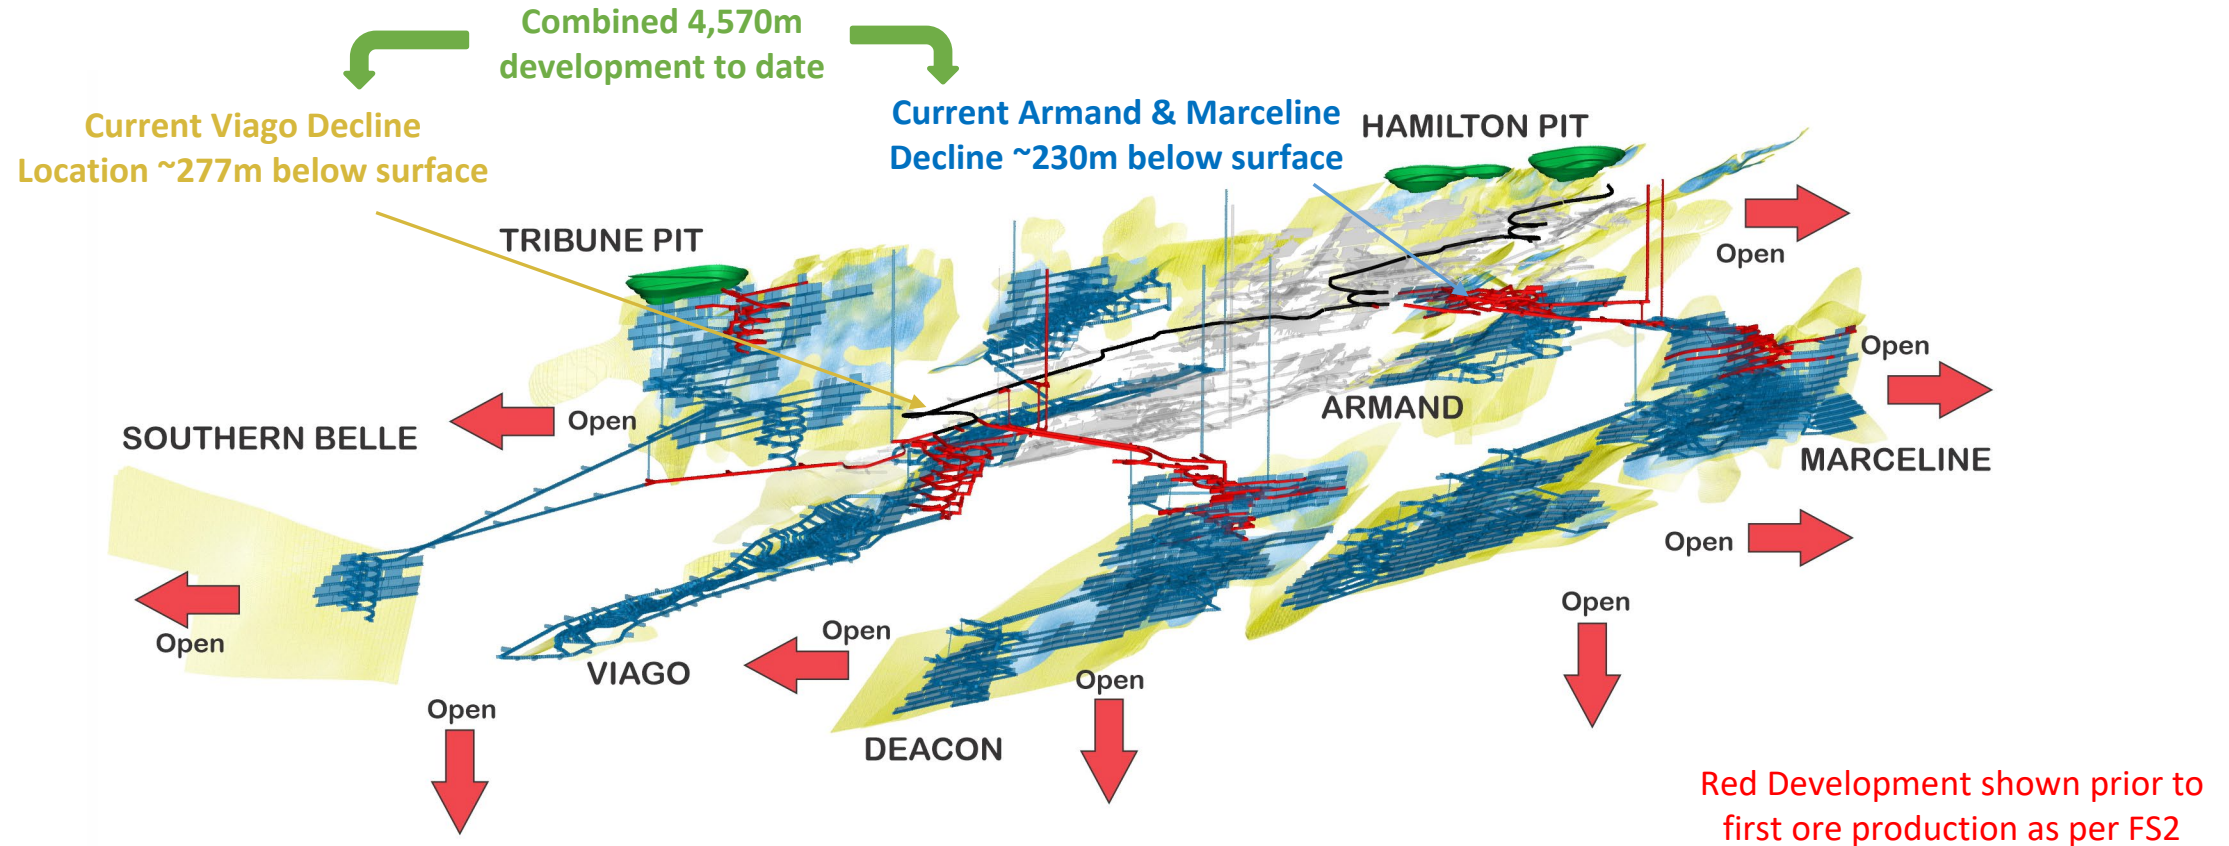 Combined 4,570m
development to date
Current Viago Decline
Location ~277m below surface
Current Armand & Marceline
Decline ~230m below surface
HAMILTON PIT
TRIBUNE PIT
Open
Open
Open
SOUTHERN BELLE
ARMAND
MARCELINE
Open
Open
Open
Open
VIAGO
Open
Open
DEACON
Red Development shown prior to
first ore production as per FS2